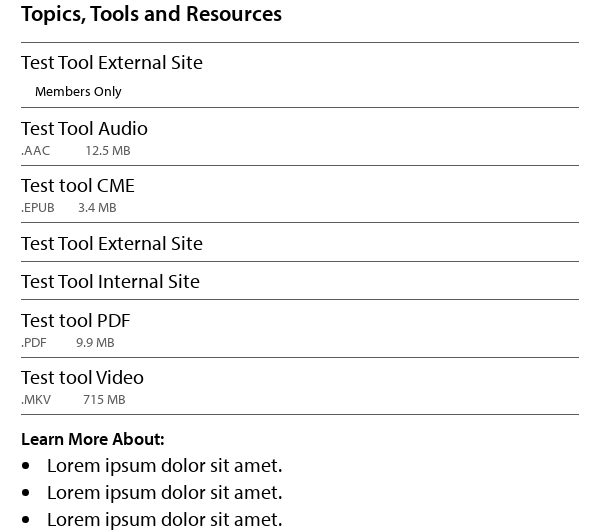 Topics, Tools and Resources
Test Tool External Site
Members Only
Test Tool Audio
.AAC 12.5 MB
Test tool CME
.EPUB 3.4 MB
Test Tool External Site
Test Tool Internal Site
Test tool PDF
.PDF 9.9 MB
Test tool Video
.MKV 715 MB
Learn More About:
• Lorem ipsum dolor sit amet.
• Lorem ipsum dolor sit amet.
• Lorem ipsum dolor sit amet.